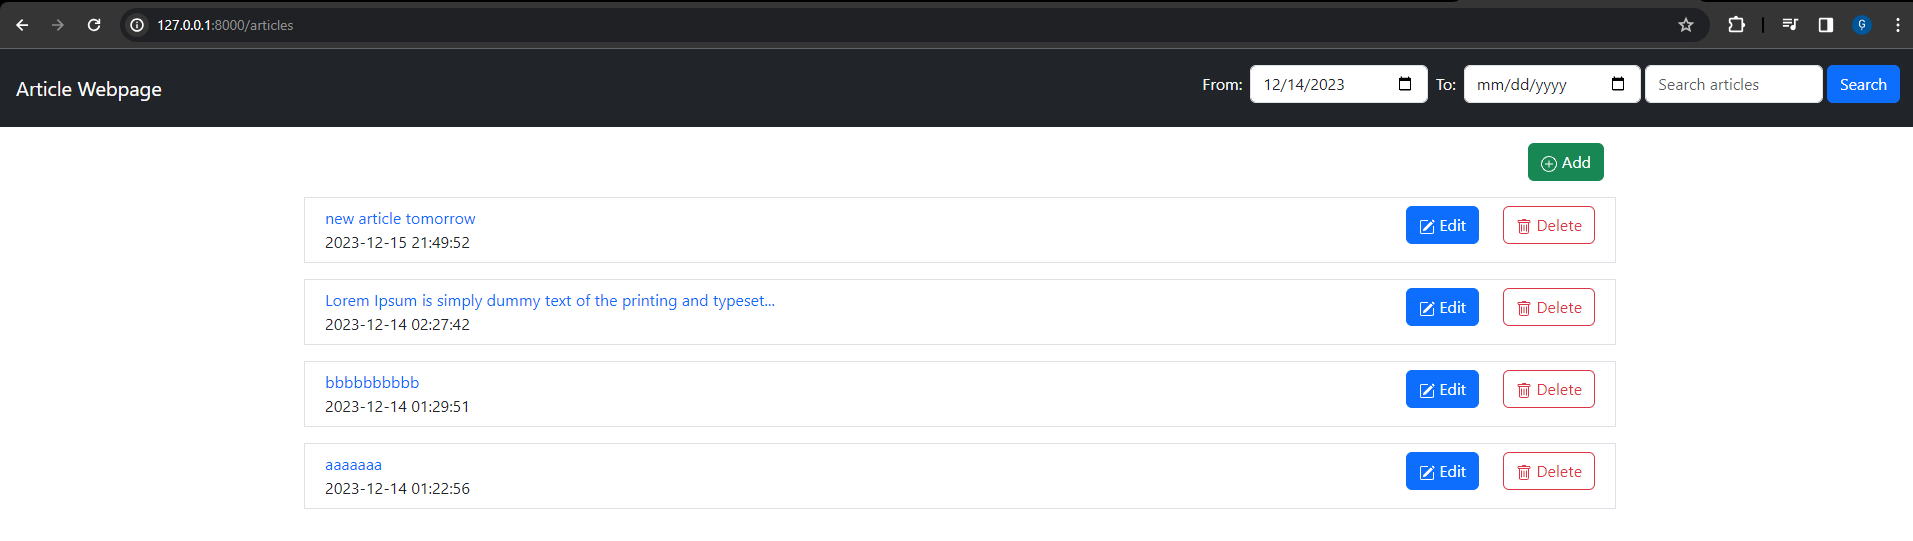 127.0.0.1:8000/articles
G
Article Webpage
From: 12/14/2023 To: mm/dd/yyyy Search articles Search
Add
new article tomorrow
2023-12-15 21:49:52
Edit Delete
Lorem Ipsum is simply dummy text of the printing and typeset...
2023-12-14 02:27:42
Edit Delete
bbbbbbbbbb
2023-12-14 01:29:51
Edit Delete
aaaaaaa
2023-12-14 01:22:56
Edit Delete